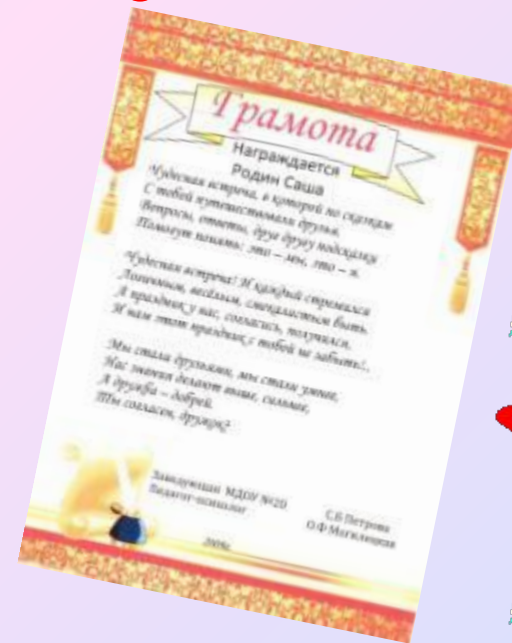 Грамота
Награждается
Родин Саша
Чудесная встреча, в которой по сказкам
С тобой путешествовали друзья,
Вопросы, ответы, друг другу подсказки
Помогут понять: это – мы, это – я.
Чудесная встреча! И каждый стремился
Логичным, весёлым, смекалистым быть.
А праздник у нас, согласись, получился.
И нам этот праздник с тобой не забыть!..
Мы стали друзьями, мы стали умнее,
Нас знания делают выше, сильнее,
А дружба – добрей.
Ты согласен, дружок?
Заведующая МДОУ №20 С.Б Петрова
Педагог-психолог О.Ф
2009г.